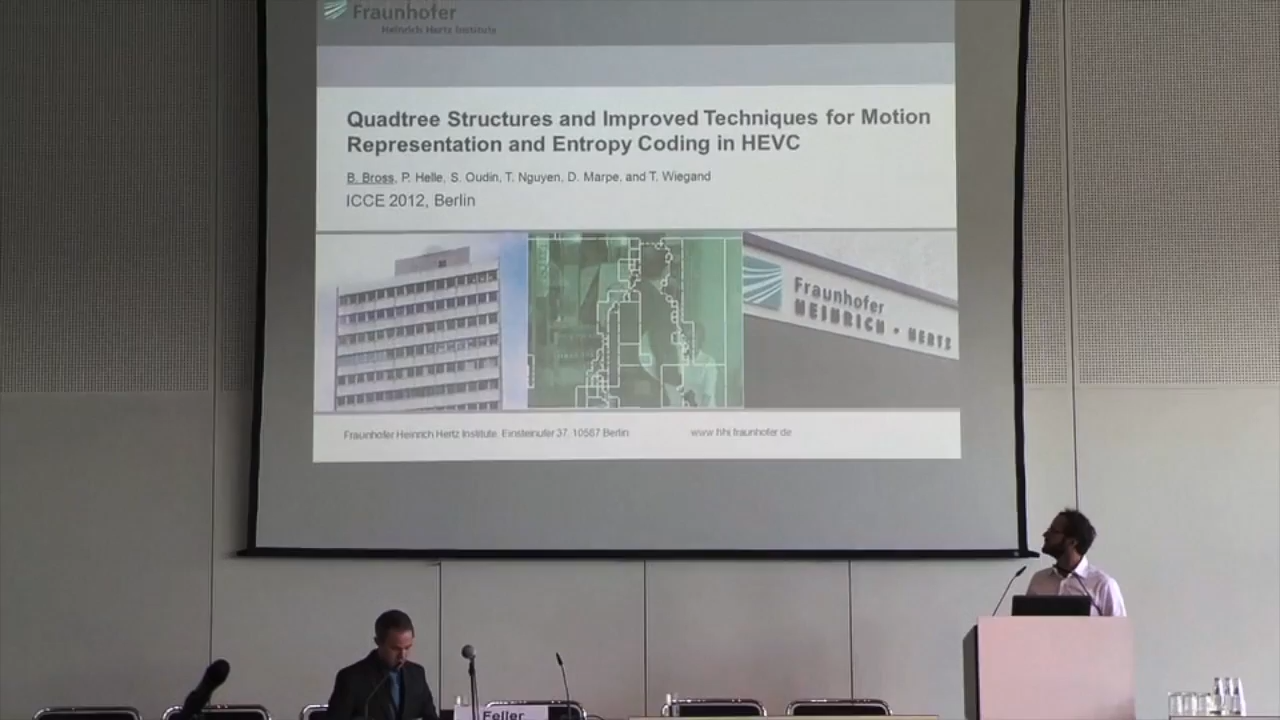 Fraunhofer
Heinrich Hertz Institute
Quadtree Structures and Improved Techniques for Motion
Representation and Entropy Coding in HEVC
B. Bross, P. Helle, S. Oudin, T. Nguyen, D. Marpe, and T. Wiegand
ICCE 2012, Berlin
Fraunhofer
HEINRICH - HERTZ
Fraunhofer Heinrich Hertz Institute, Einsteinufer 37, 10587 Berlin
www.hhi.fraunhofer.de
Feller